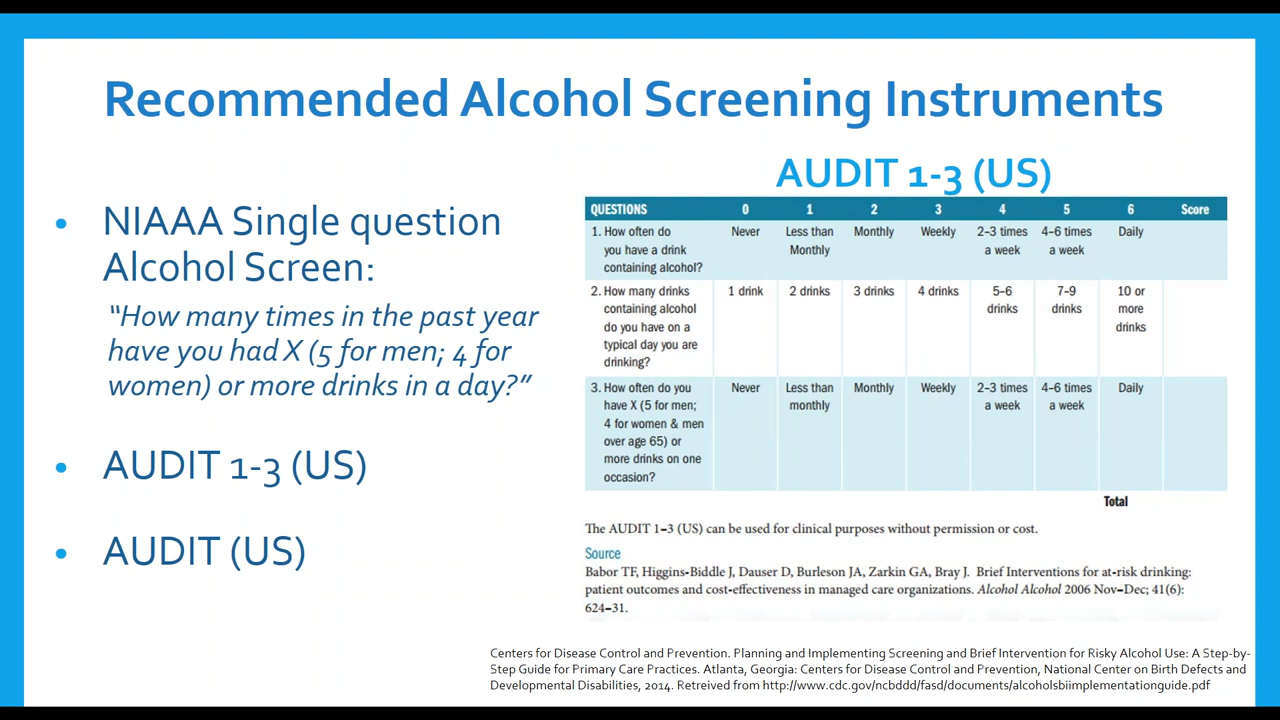 Recommended Alcohol Screening Instruments
• NIAAA Single question
Alcohol Screen:
“How many times in the past year
have you had X (5 for men; 4 for
women) or more drinks in a day?”
• AUDIT 1-3 (US)
• AUDIT (US)
AUDIT 1-3 (US)
QUESTIONS 0 1 2 3 4 5 6 Score
1. How often do Never Less than Monthly Weekly 2–3 times 4–6 times Daily
you have a drink Monthly a week a week
containing alcohol?
2. How many drinks 1 drink 2 drinks 3 drinks 4 drinks 5–6 7–9 10 or
containing alcohol drinks drinks more
do you have on a drinks
typical day you are
drinking?
3. How often do you Never Less than Monthly Weekly 2–3 times 4–6 times Daily
have X (5 for men; monthly a week a week
4 for women & men
over age 65) or
more drinks on one
occasion?
Total
The AUDIT 1–3 (US) can be used for clinical purposes without permission or cost.
Source
Babor TF, Higgins-Biddle J, Dauser D, Burleson JA, Zarkin GA, Bray J. Brief Interventions for at-risk drinking:
patient outcomes and cost-effectiveness in managed care organizations. Alcohol Alcohol 2006 Nov–Dec; 41(6):
624–31.
Centers for Disease Control and Prevention. Planning and Implementing Screening and Brief Intervention for Risky Alcohol Use: A Step-by-
Step Guide for Primary Care Practices. Atlanta, Georgia: Centers for Disease Control and Prevention, National Center on Birth Defects and
Developmental Disabilities, 2014. Retreived from http://www.cdc.gov/ncbddd/fasd/documents/alcoholsbiimplementationguide.pdf